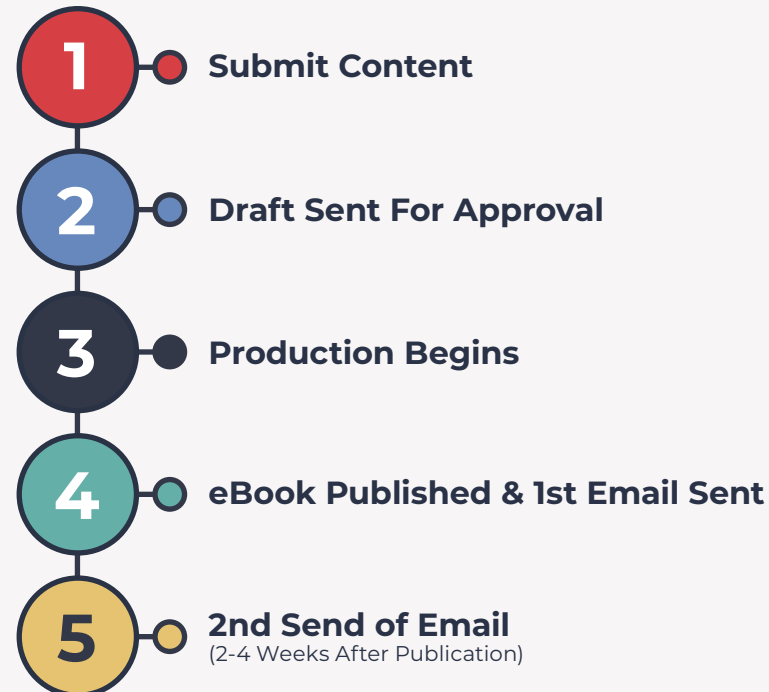 1
Submit Content
2
Draft Sent For Approval
3
Production Begins
4
eBook Published & 1st Email Sent
5
2nd Send of Email
(2-4 Weeks After Publication)